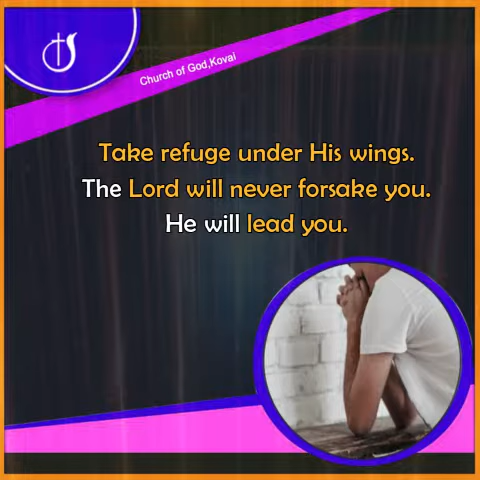 Church of God,Kovai
Take refuge under His wings.
The Lord will never forsake you.
He will lead you.